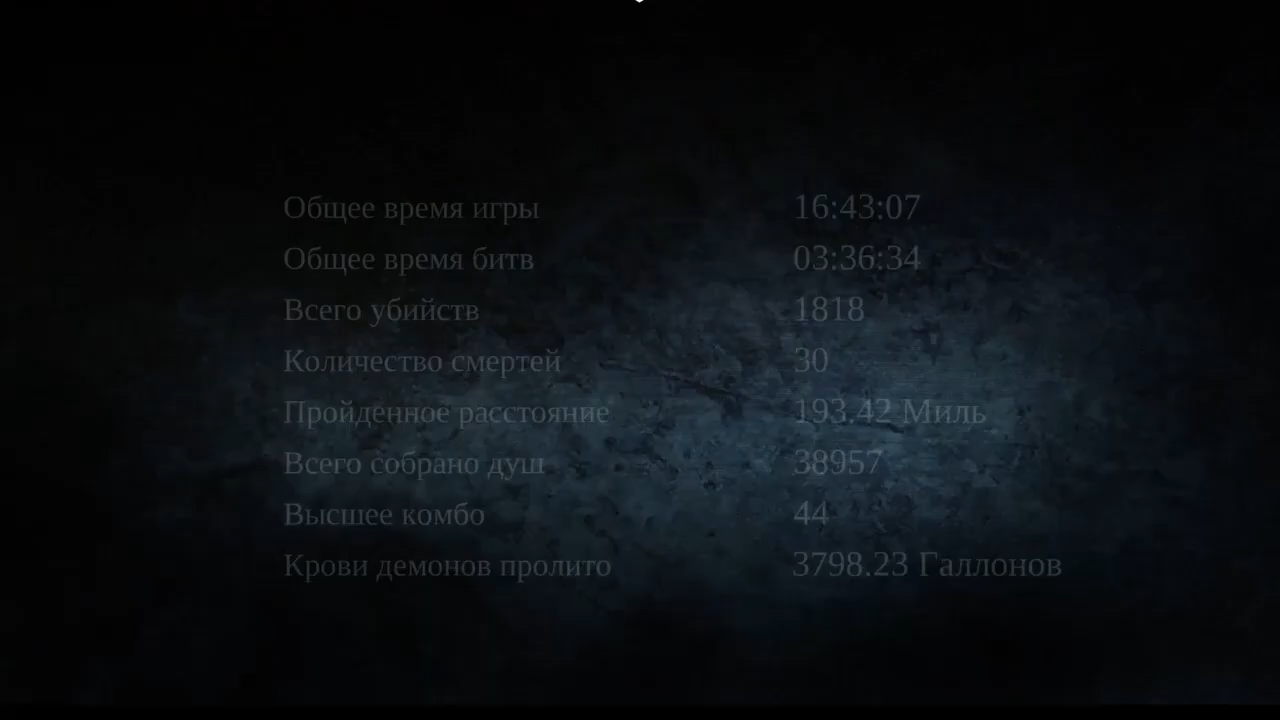 Общее время игры 16:43:07
Общее время битв 03:36:34
Всего убийств 1818
Количество смертей 30
Пройденное расстояние 193.42 Миль
Всего собрано душ 38957
Высшее комбо 44
Крови демонов пролито 3798.23 Галлонов